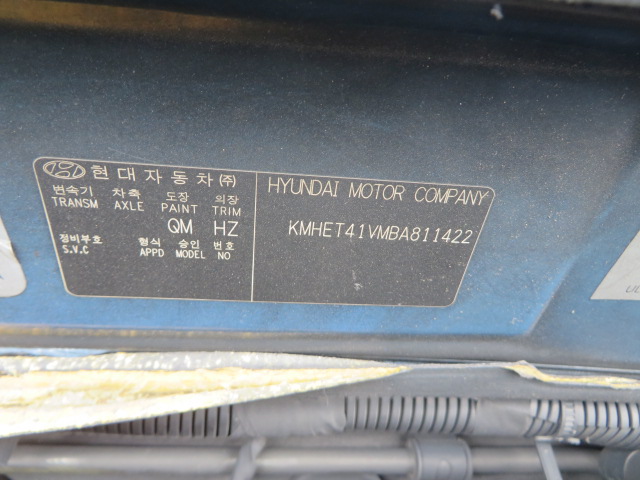 현대자동차(주)
변속기 차축 도장 의장
TRANSM AXLE PAINT TRIM
QM HZ
정비부호 형식 승인 번호
S.V.C APPD MODEL NO
HYUNDAI MOTOR COMPANY
KMHET41VMBA811422